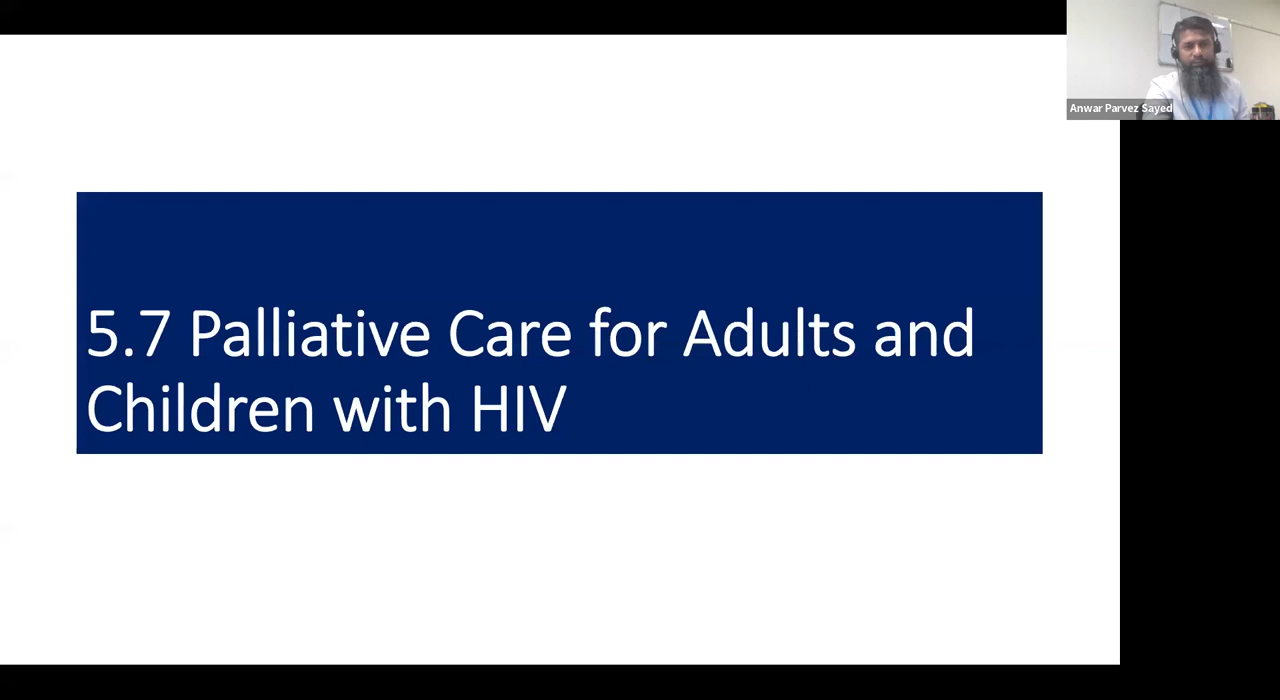 Anwar Parvez Sayed
5.7 Palliative Care for Adults and
Children with HIV